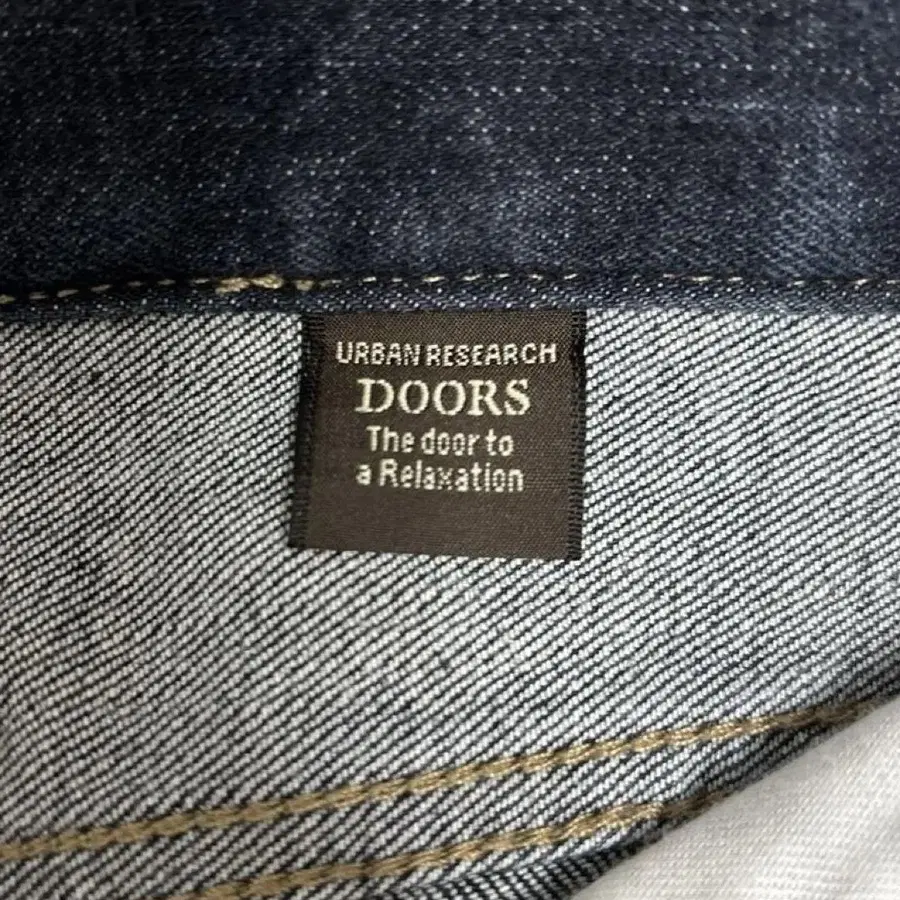 URBAN RESEARCH
DOORS
The door to
a Relaxation